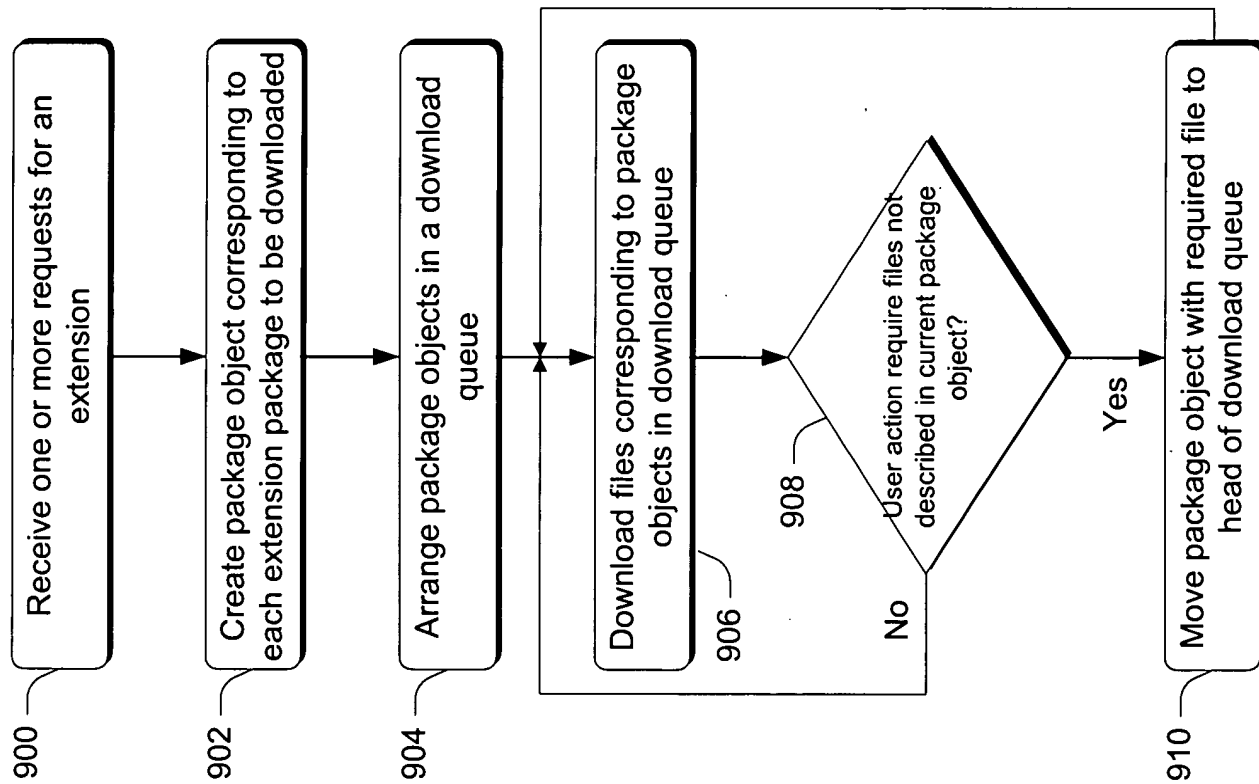 900
Receive one or more requests for an
extension
902
Create package object corresponding to
each extension package to be downloaded
904
Arrange package objects in a download
queue
Download files corresponding to package
objects in download queue
906
908
User action require files not
described in current package
object?
No
Yes
910
Move package object with required file to
head of download queue